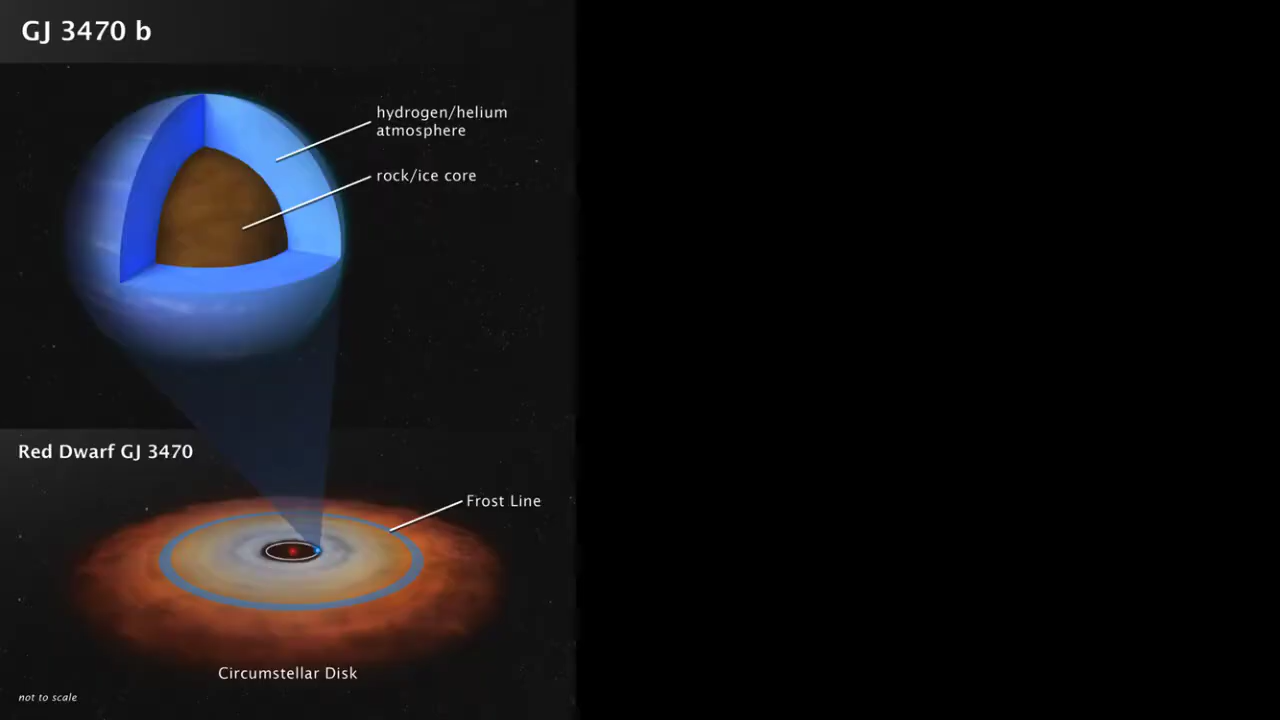 GJ 3470 b
hydrogen/helium
atmosphere
rock/ice core
Red Dwarf GJ 3470
Frost Line
Circumstellar Disk
not to scale